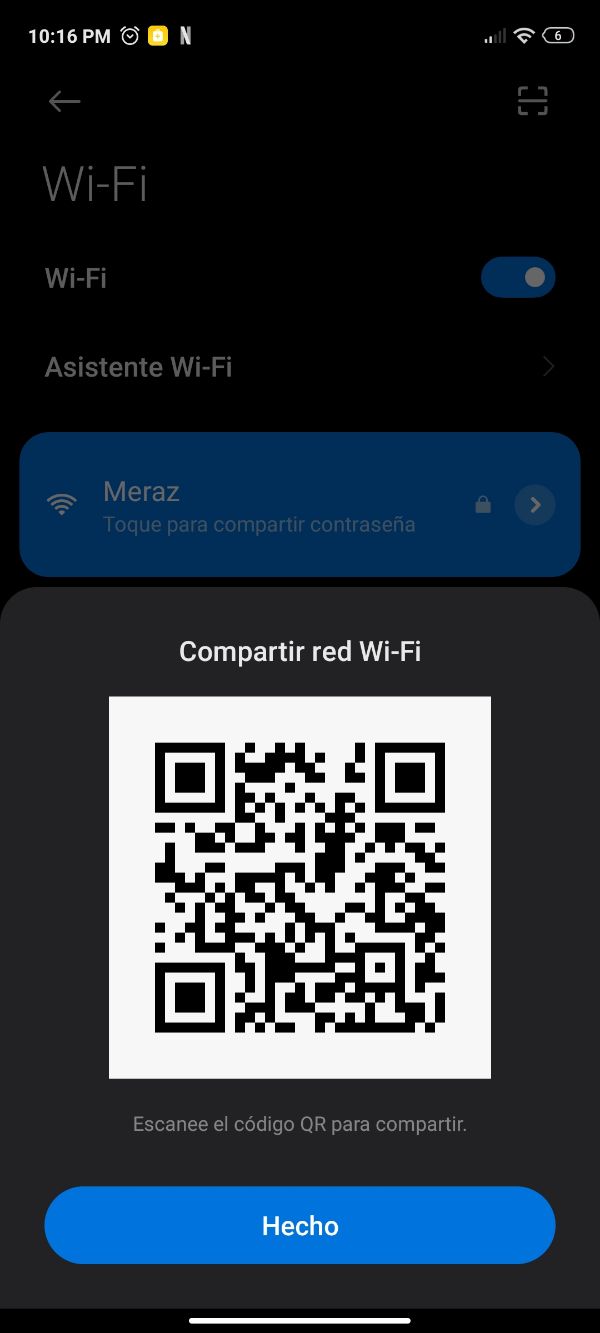 10:16 PM N 6
Wi-Fi
Wi-Fi
Asistente Wi-Fi
Meraz
Toque para compartir contraseña
Compartir red Wi-Fi
Escanee el código QR para compartir.
Hecho